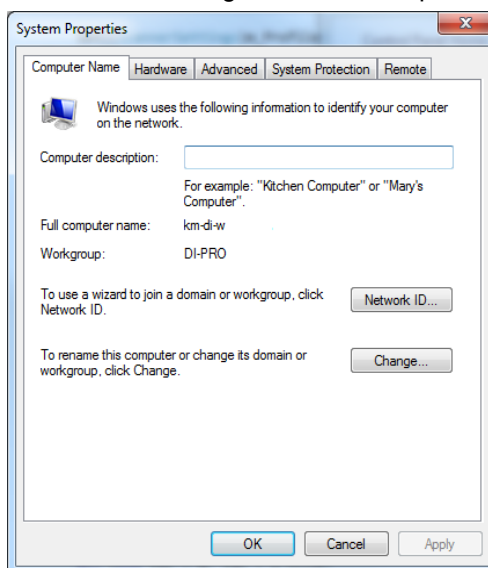 System Properties
Computer Name Hardware Advanced System Protection Remote
Windows uses the following information to identify your computer
on the network.
Computer description:
For example: "Kitchen Computer" or "Mary's
Computer".
Full computer name: km-di-w
Workgroup: DI-PRO
To use a wizard to join a domain or workgroup, click
Network ID.
Network ID...
To rename this computer or change its domain or
workgroup, click Change.
Change...
OK Cancel Apply